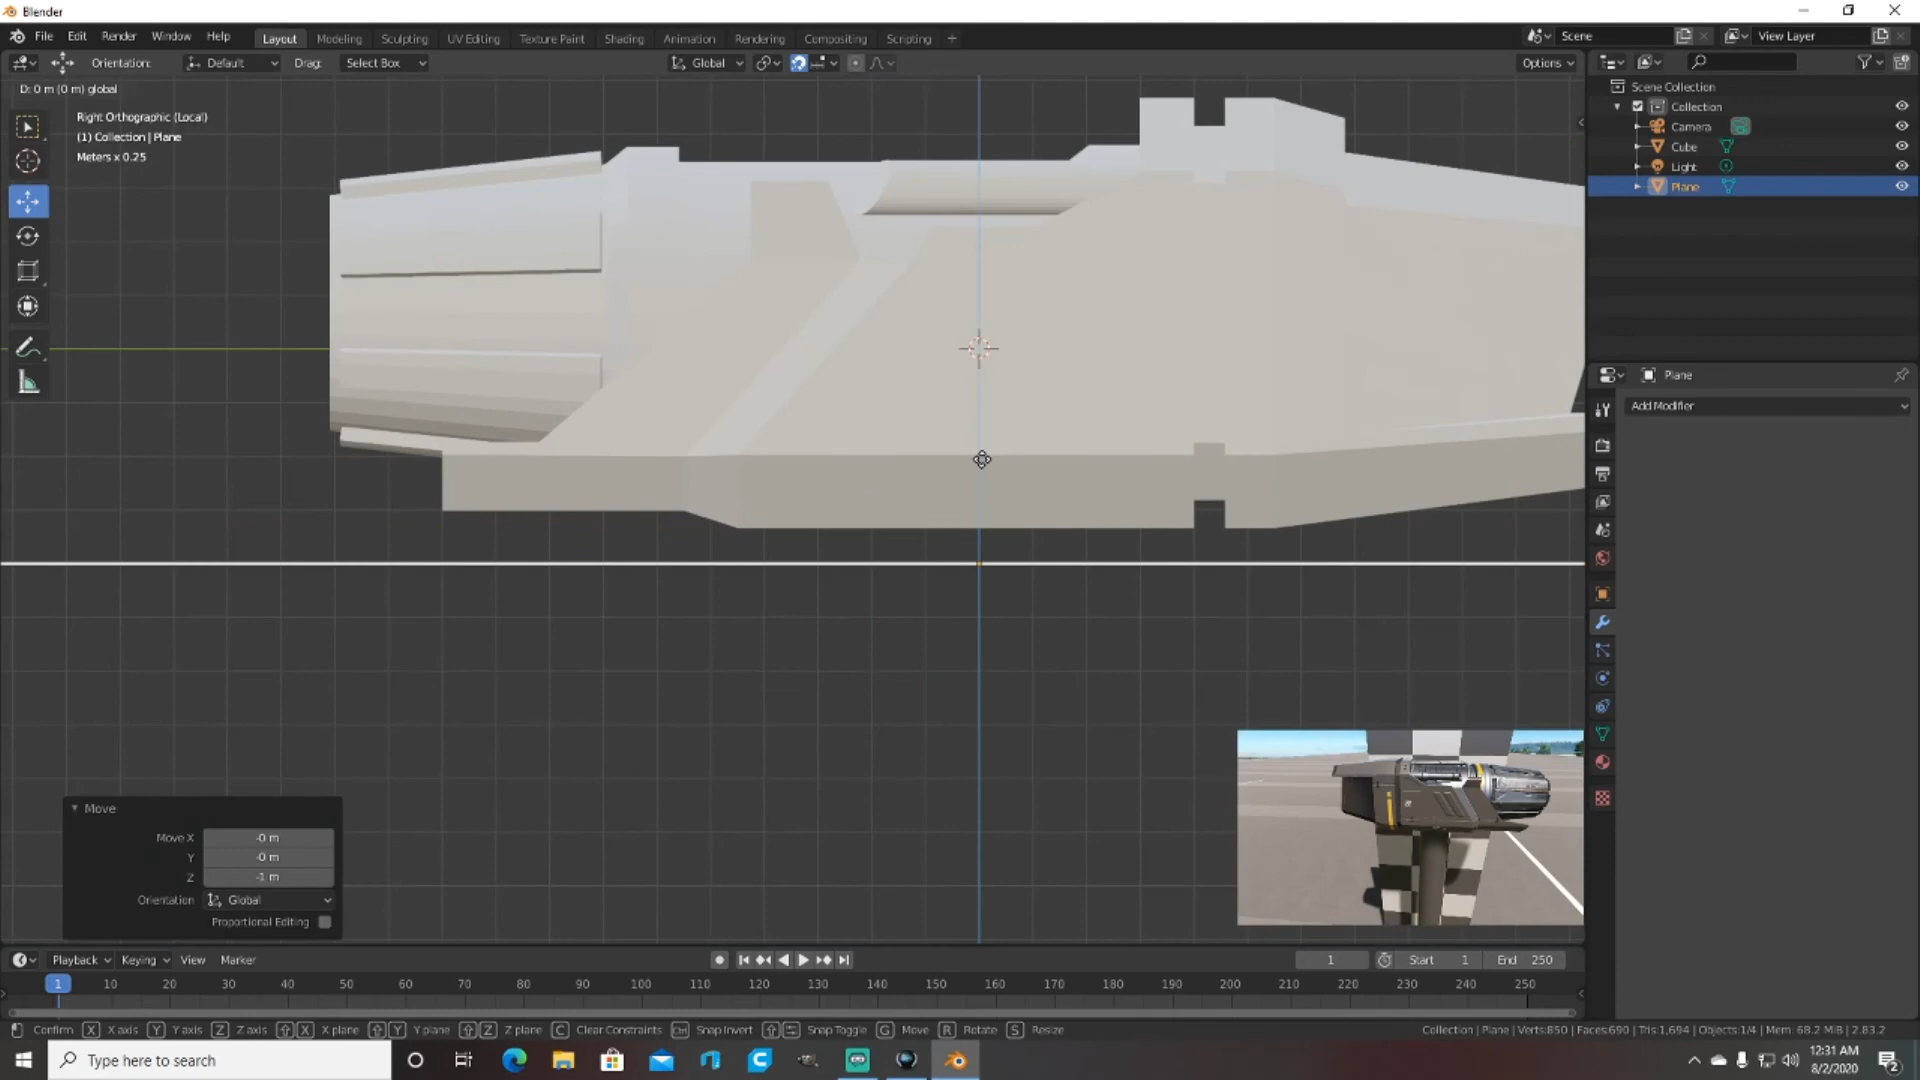 Blender
File Edit Render Window Help Layout Modeling Sculpting UV Editing Texture Paint Shading Animation Rendering Compositing Scripting + Scene View Layer
Orientation: Default Drag: Select Box Global Options
D: 0 m (0 m) global
Right Orthographic (Local)
(1) Collection | Plane
Meters x 0.25
Scene Collection
Collection
Camera
Cube
Light
Plane
Plane
Add Modifier
Move
Move X -0 m
Y -0 m
Z -1 m
Orientation Global
Proportional Editing
Playback Keying View Marker 1 Start 1 End 250
1 10 20 30 40 50 60 70 80 90 100 110 120 130 140 150 160 170 180 190 200 210 220 230 240 250
Confirm X X axis Y Y axis Z Z axis X X plane Y Y plane Z Z plane C Clear Constraints Ctrl Snap Invert Snap Toggle G Move R Rotate S Resize Collection | Plane | Verts:850 | Faces:690 | Tris:1,694 | Objects:1/4 | Mem: 68.2 MiB | 2.83.2
Type here to search
12:31 AM
8/2/2020
2